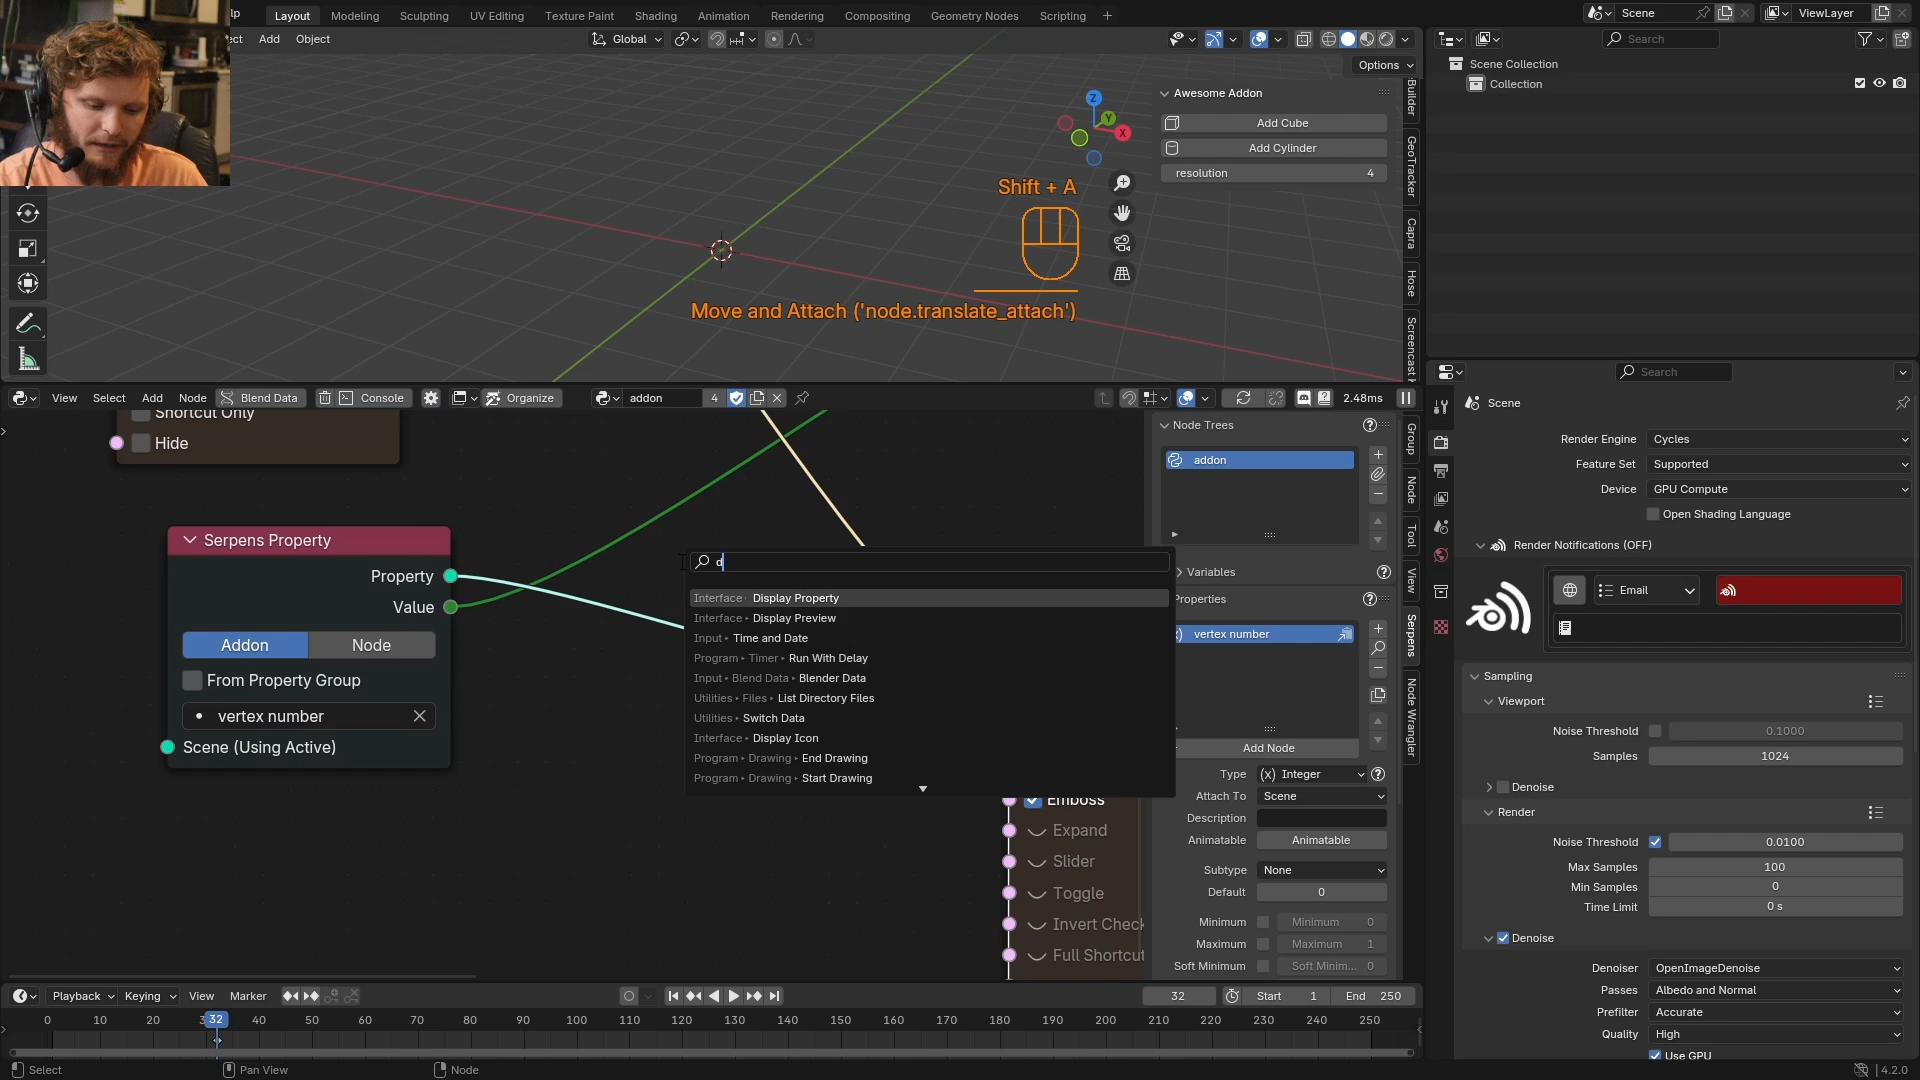 lp
Layout
Modeling
Sculpting
UV Editing
Texture Paint
Shading
Animation
Rendering
Compositing
Geometry Nodes
Scripting
+
Scene
ViewLayer
ect
Add
Object
Global
Search
Options
Scene Collection
Collection
Awesome Addon
Add Cube
Add Cylinder
resolution 4
Z
Y
X
Builder
GeoTracker
Capra
Hose
Screencast K
Shift + A
Move and Attach ('node.translate_attach')
View
Select
Add
Node
Blend Data
Console
Organize
addon
4
2.48ms
Search
Shortcut Only
Hide
Serpens Property
Property
Value
Addon
Node
From Property Group
vertex number
Scene (Using Active)
d
Interface Display Property
Interface Display Preview
Input Time and Date
Program Timer Run With Delay
Input Blend Data Blender Data
Utilities Files List Directory Files
Utilities Switch Data
Interface Display Icon
Program Drawing End Drawing
Program Drawing Start Drawing
Emboss
Expand
Slider
Toggle
Invert Check
Full Shortcut
Node Trees
addon
Variables
Properties
vertex number
Add Node
Type (x) Integer
Attach To Scene
Description
Animatable Animatable
Subtype None
Default 0
Minimum Minimum 0
Maximum Maximum 1
Soft Minimum Soft Minim... 0
Group
Node
Tool
View
Serpens
Node Wrangler
Scene
Render Engine Cycles
Feature Set Supported
Device GPU Compute
Open Shading Language
Render Notifications (OFF)
Email
Sampling
Viewport
Noise Threshold 0.1000
Samples 1024
Denoise
Render
Noise Threshold 0.0100
Max Samples 100
Min Samples 0
Time Limit 0 s
Denoise
Denoiser OpenImageDenoise
Passes Albedo and Normal
Prefilter Accurate
Quality High
Use GPU
Playback
Keying
View
Marker
32
Start 1
End 250
0 10 20 3 32 40 50 60 70 80 90 100 110 120 130 140 150 160 170 180 190 200 210 220 230 240 250
Select
Pan View
Node
4.2.0